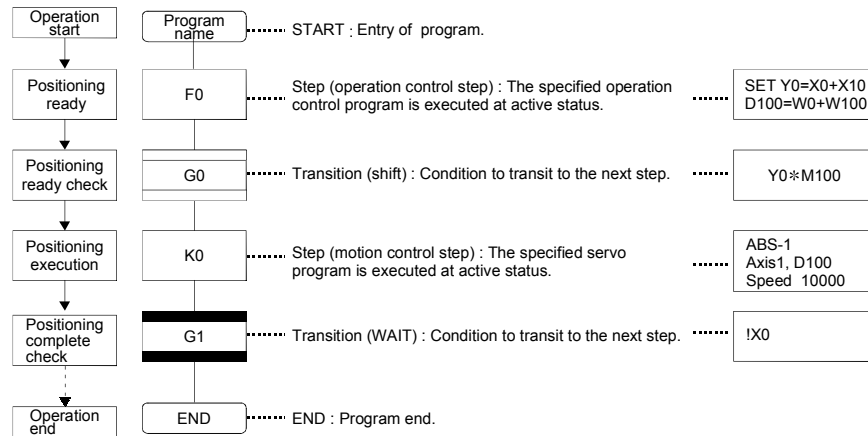 Operation
start
Program
name
START : Entry of program.
Positioning
ready
F0
Step (operation control step) : The specified operation
control program is executed at active status.
SET Y0=X0+X10
D100=W0+W100
Positioning
ready check
G0
Transition (shift) : Condition to transit to the next step.
Y0*M100
Positioning
execution
K0
Step (motion control step) : The specified servo
program is executed at active status.
ABS-1
Axis1, D100
Speed 10000
Positioning
complete
check
G1
Transition (WAIT) : Condition to transit to the next step.
!X0
Operation
end
END
END : Program end.